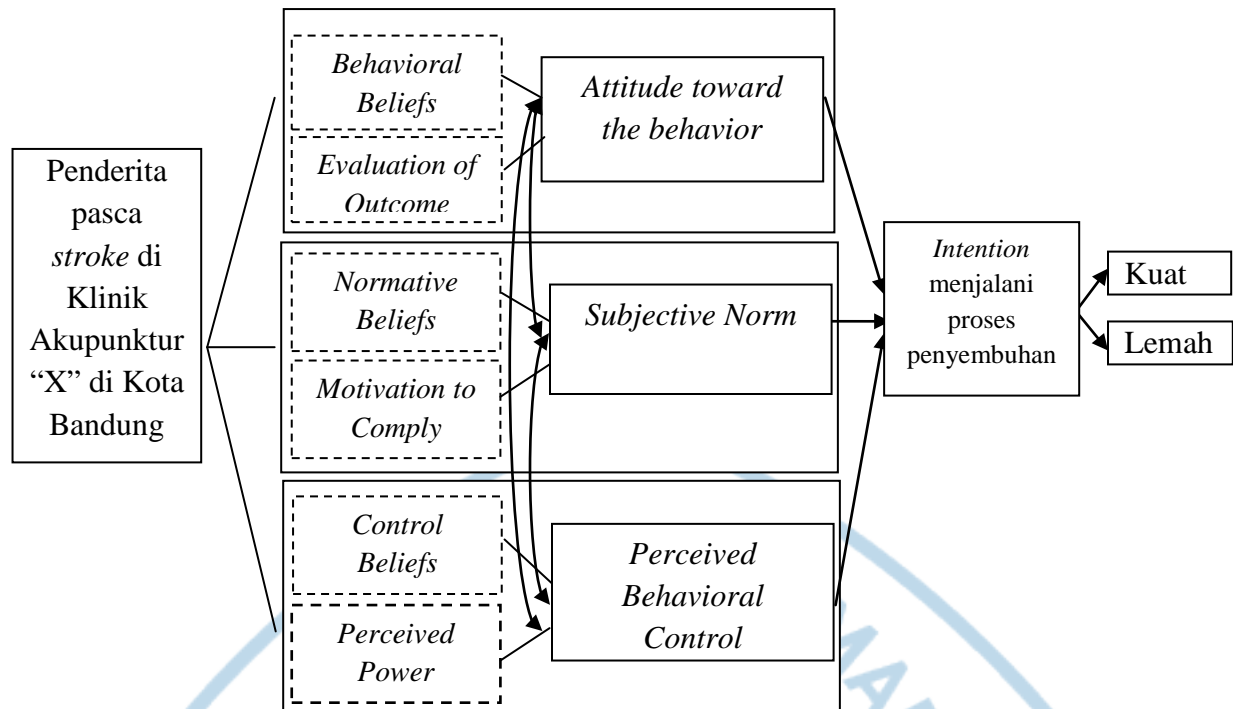 Penderita
pasca
stroke di
Klinik
Akupunktur
“X” di Kota
Bandung
Behavioral
Beliefs
Evaluation of
Outcome
Attitude toward
the behavior
Normative
Beliefs
Motivation to
Comply
Subjective Norm
Control
Beliefs
Perceived
Power
Perceived
Behavioral
Control
Intention
menjalani
proses
penyembuhan
Kuat
Lemah